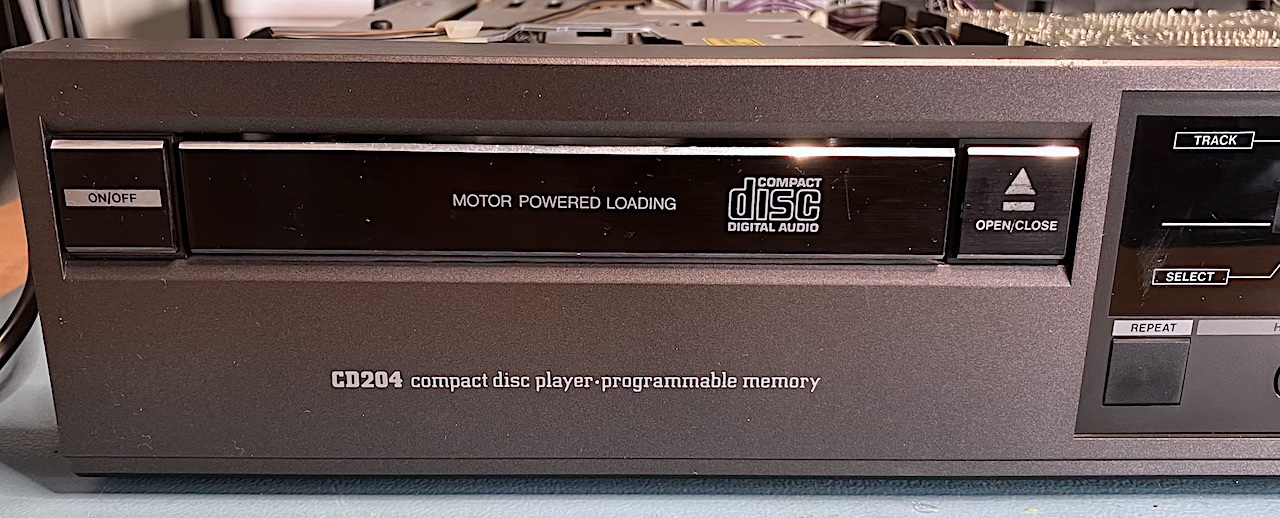 ON/OFF
MOTOR POWERED LOADING
COMPACT
disc
DIGITAL AUDIO
OPEN/CLOSE
TRACK
SELECT
REPEAT
CD204 compact disc player·programmable memory